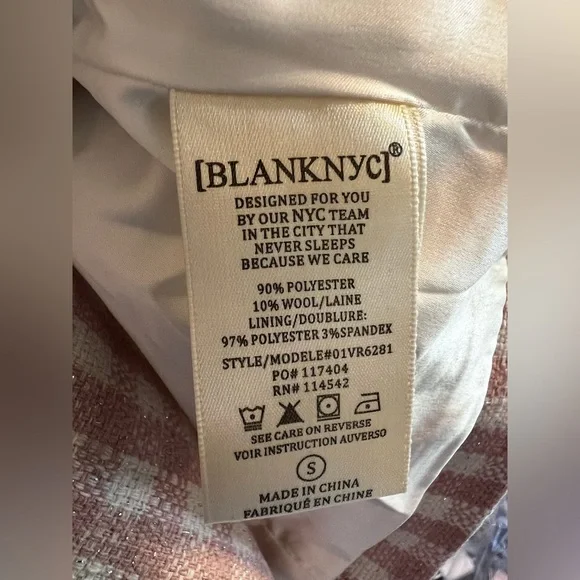 [BLANKNYC]®
DESIGNED FOR YOU
BY OUR NYC TEAM
IN THE CITY THAT
NEVER SLEEPS
BECAUSE WE CARE
90% POLYESTER
10% WOOL/LAINE
LINING/DOUBLURE:
97% POLYESTER 3%SPANDEX
STYLE/MODELE#01VR6281
PO# 117404
RN# 114542
SEE CARE ON REVERSE
VOIR INSTRUCTION AUVERSO
S
MADE IN CHINA
FABRIQUÉ EN CHINE